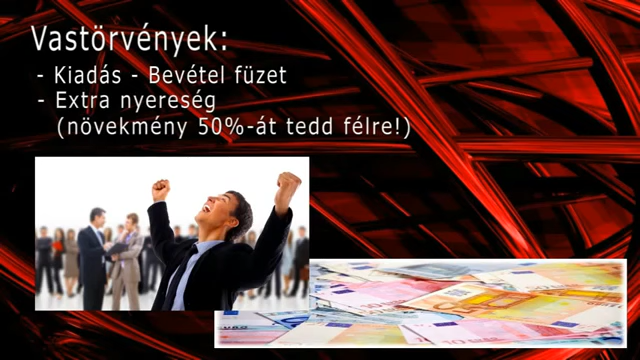 Vastörvények:
- Kiadás - Bevétel füzet
- Extra nyereség
(növekmény 50%-át tedd félre!)